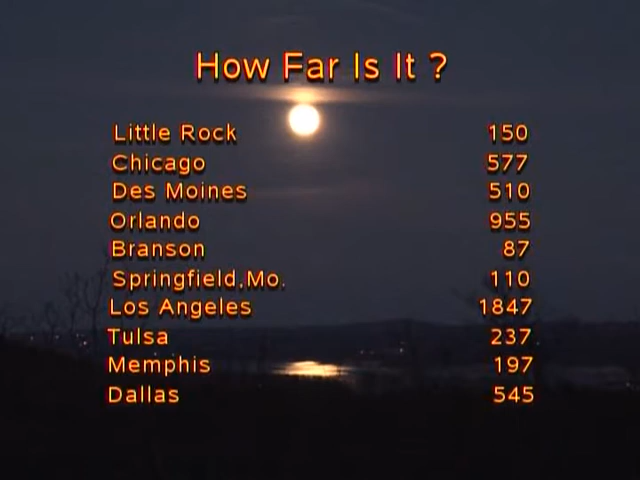 How Far Is It ?
Little Rock 150
Chicago 577
Des Moines 510
Orlando 955
Branson 87
Springfield,Mo. 110
Los Angeles 1847
Tulsa 237
Memphis 197
Dallas 545